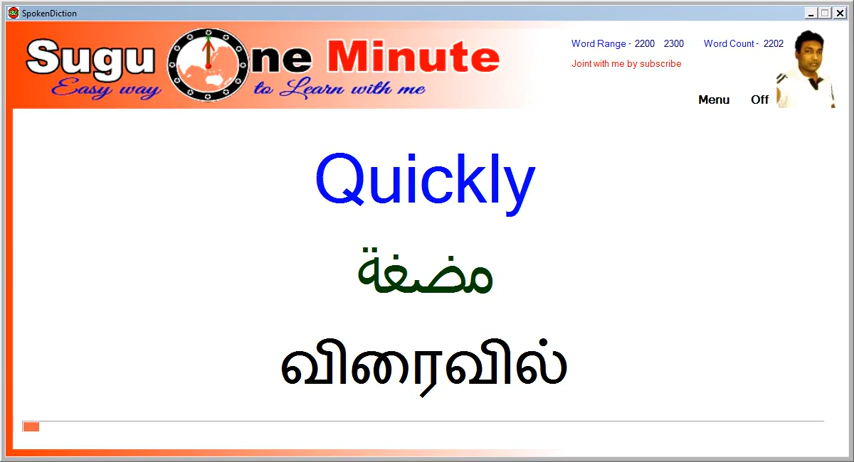 SpokenDiction
Sugu One Minute
Easy way to Learn with me
Word Range - 2200 2300 Word Count - 2202
Joint with me by subscribe
Menu Off
Quickly
مضغة
விரைவில்